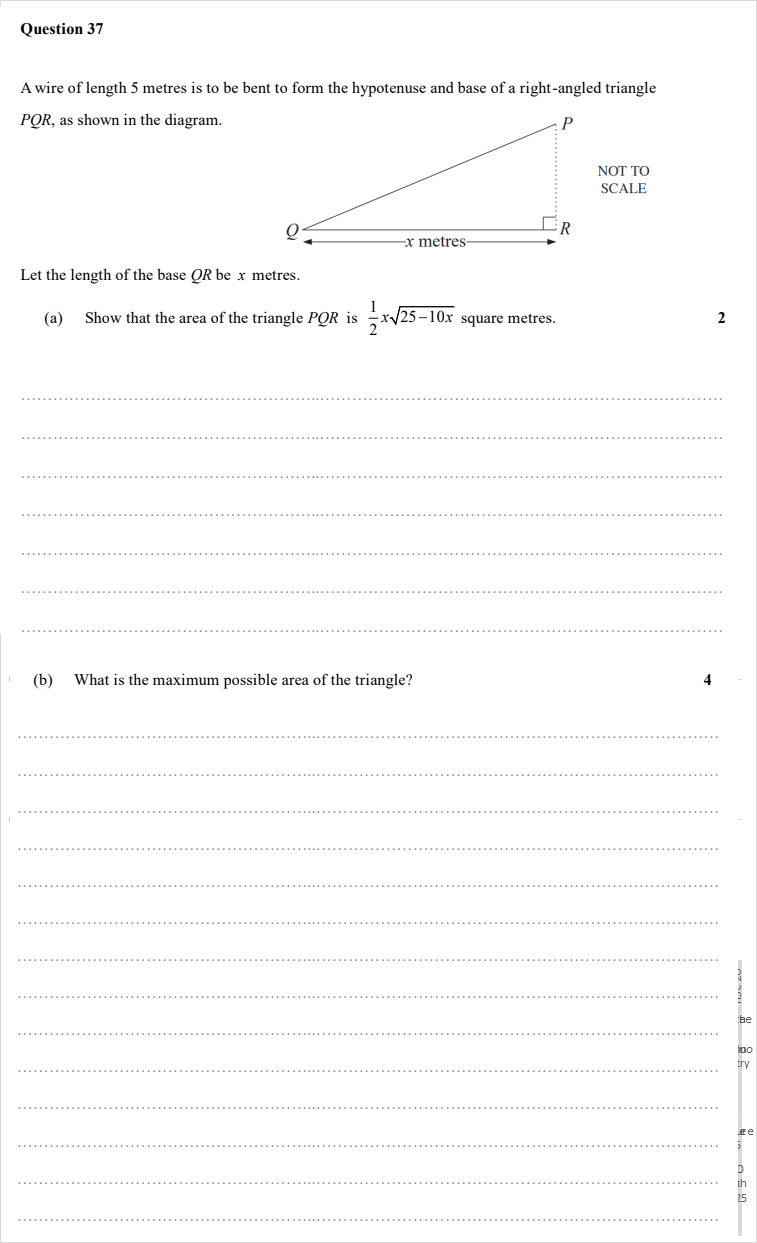 Question 37
A wire of length 5 metres is to be bent to form the hypotenuse and base of a right-angled triangle
PQR, as shown in the diagram.
P
NOT TO
SCALE
Q
R
x metres
Let the length of the base QR be x metres.
(a) Show that the area of the triangle PQR is 1/2 x√25−10x square metres. 2
(b) What is the maximum possible area of the triangle? 4